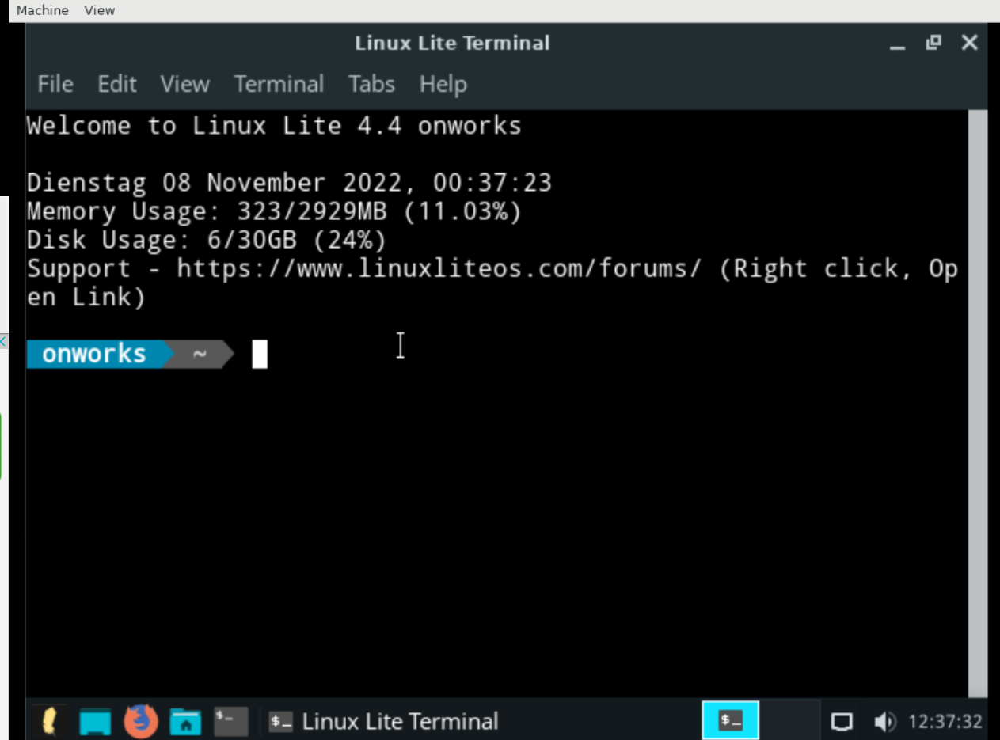 Machine View
Linux Lite Terminal
File Edit View Terminal Tabs Help
Welcome to Linux Lite 4.4 onworks
Dienstag 08 November 2022, 00:37:23
Memory Usage: 323/2929MB (11.03%)
Disk Usage: 6/30GB (24%)
Support - https://www.linuxliteos.com/forums/ (Right click, Op
en Link)
onworks ~
$_ Linux Lite Terminal $_ 12:37:32